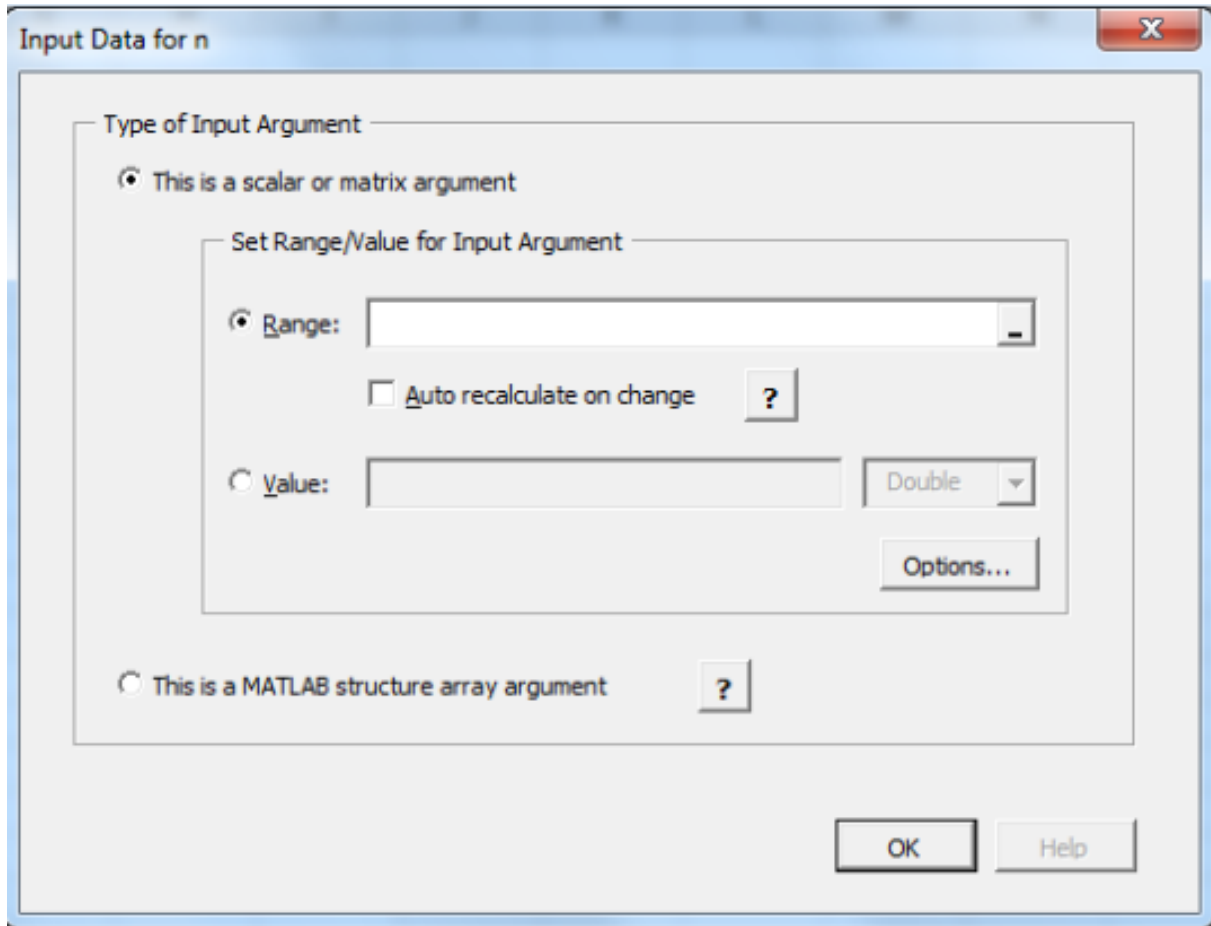 Input Data for n
Type of Input Argument
This is a scalar or matrix argument
Set Range/Value for Input Argument
Range:
Auto recalculate on change ?
Value: Double
Options...
This is a MATLAB structure array argument ?
OK Help